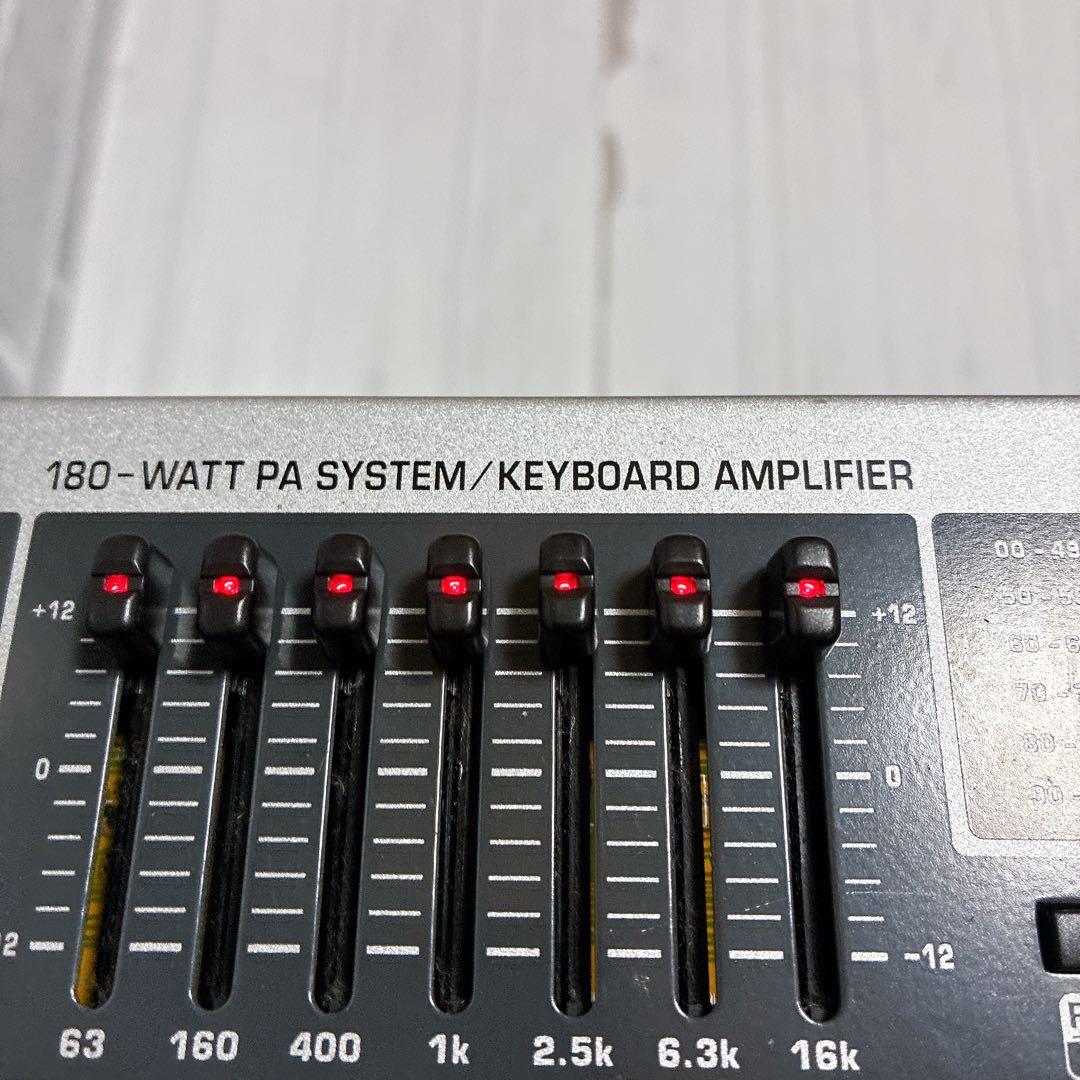 180-WATT PA SYSTEM/KEYBOARD AMPLIFIER
+12 +12
0 0
-12
63 160 400 1k 2.5k 6.3k 16k